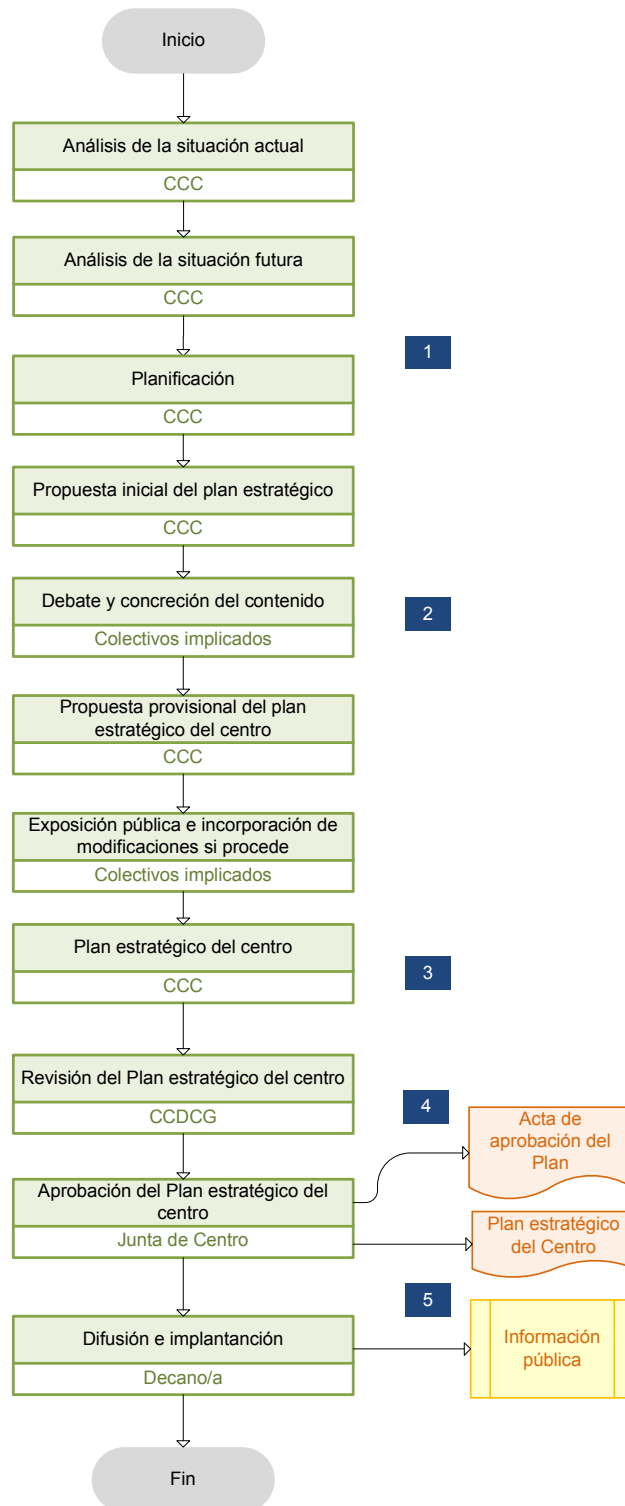 Inicio
Análisis de la situación actual
CCC
Análisis de la situación futura
CCC
1
Planificación
CCC
Propuesta inicial del plan estratégico
CCC
Debate y concreción del contenido
2
Colectivos implicados
Propuesta provisional del plan
estratégico del centro
CCC
Exposición pública e incorporación de
modificaciones si procede
Colectivos implicados
Plan estratégico del centro
3
CCC
Revisión del Plan estratégico del centro
CCDCG
4
Acta de
aprobación del
Plan
Aprobación del Plan estratégico del
centro
Junta de Centro
Plan estratégico
del Centro
5
Difusión e implantanción
Decano/a
Información
pública
Fin